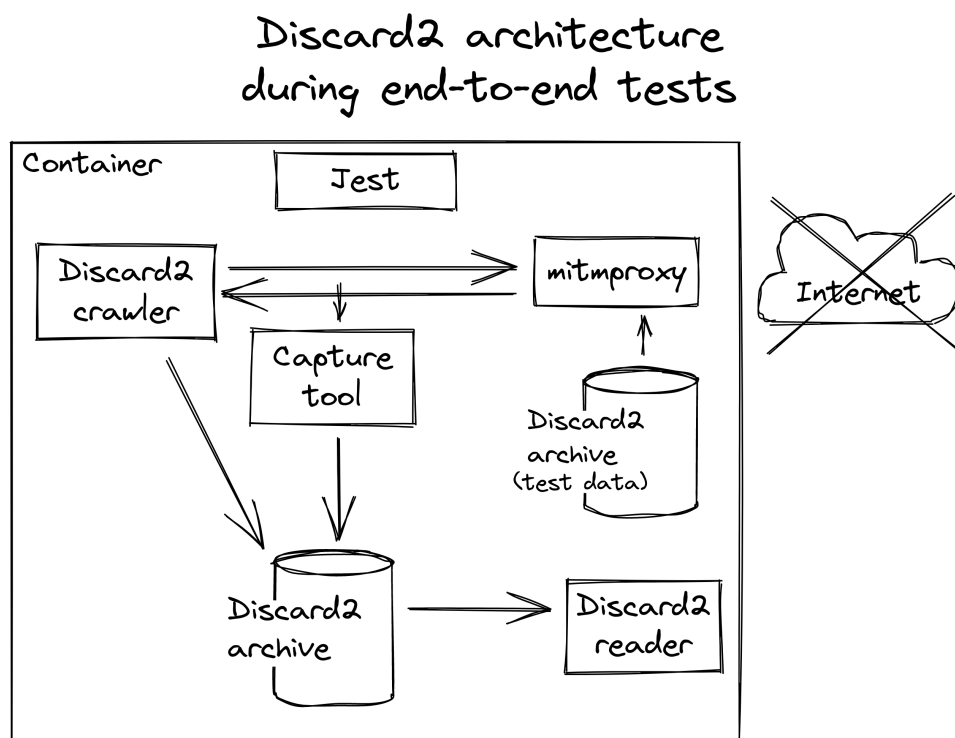 Discard2 architecture
during end-to-end tests
Container
Jest
Discard2
crawler
mitmproxy
Internet
Capture
tool
Discard2
archive
(test data)
Discard2
archive
Discard2
reader